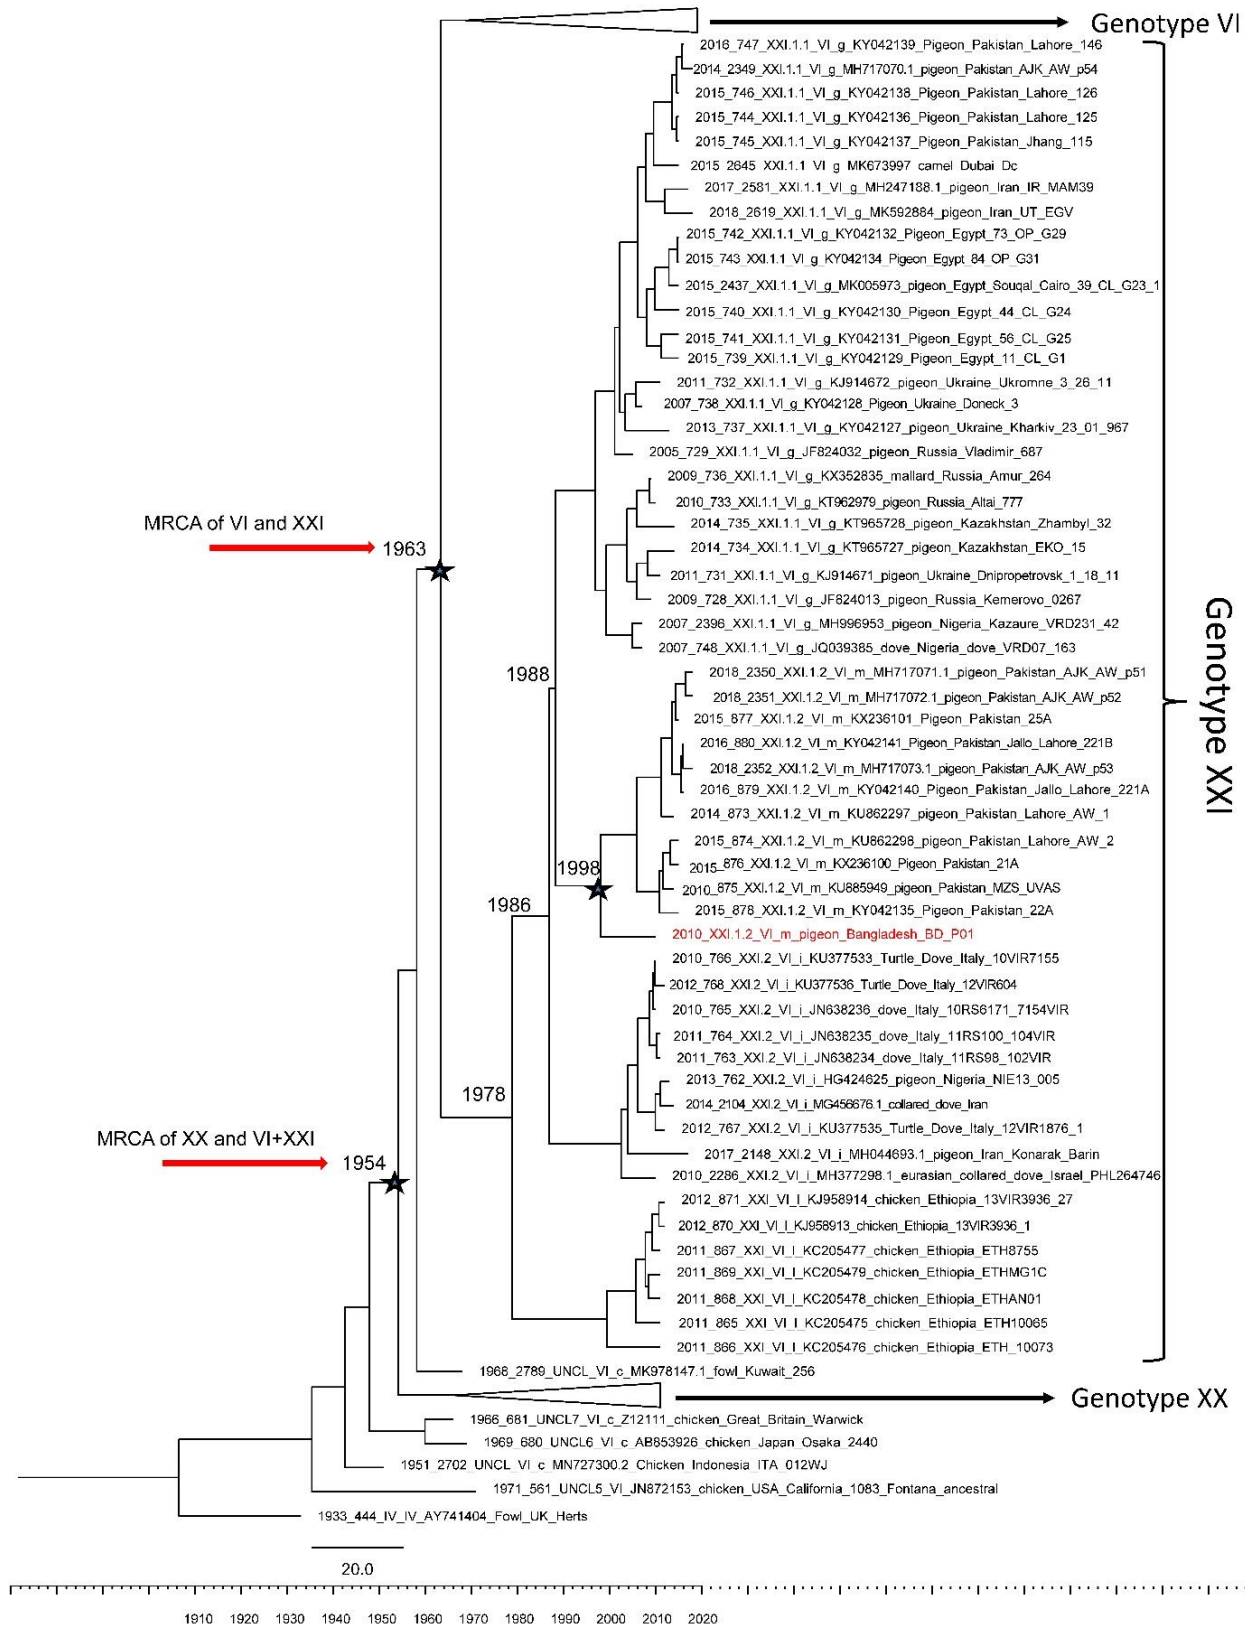 Genotype VI
2016_747_XXI.1.1_VI_g_KY042139_Pigeon_Pakistan_Lahore_146
2014_2349_XXI.1.1_VI_g_MH717070.1_pigeon_Pakistan_AJK_AW_p54
2015_746_XXI.1.1_VI_g_KY042138_Pigeon_Pakistan_Lahore_126
2015_744_XXI.1.1_VI_g_KY042136_Pigeon_Pakistan_Lahore_125
2015_745_XXI.1.1_VI_g_KY042137_Pigeon_Pakistan_Jhang_115
2015_2645_XXI.1.1_VI_g_MK673997_camel_Dubai_Dc
2017_2581_XXI.1.1_VI_g_MH247188.1_pigeon_Iran_IR_MAM39
2018_2619_XXI.1.1_VI_g_MK592884_pigeon_Iran_UT_EGV
2015_742_XXI.1.1_VI_g_KY042132_Pigeon_Egypt_73_OP_G29
2015_743_XXI.1.1_VI_g_KY042134_Pigeon_Egypt_84_OP_G31
2015_2437_XXI.1.1_VI_g_MK005973_pigeon_Egypt_Souqal_Cairo_39_CL_G23_1
2015_740_XXI.1.1_VI_g_KY042130_Pigeon_Egypt_44_CL_G24
2015_741_XXI.1.1_VI_g_KY042131_Pigeon_Egypt_56_CL_G25
2015_739_XXI.1.1_VI_g_KY042129_Pigeon_Egypt_11_CL_G1
2011_732_XXI.1.1_VI_g_KJ914672_pigeon_Ukraine_Ukromne_3_26_11
2007_738_XXI.1.1_VI_g_KY042128_Pigeon_Ukraine_Doneck_3
2013_737_XXI.1.1_VI_g_KY042127_pigeon_Ukraine_Kharkiv_23_01_967
2005_729_XXI.1.1_VI_g_JF824032_pigeon_Russia_Vladimir_687
2009_736_XXI.1.1_VI_g_KX352835_mallard_Russia_Amur_264
2010_733_XXI.1.1_VI_g_KT962979_pigeon_Russia_Altai_777
2014_735_XXI.1.1_VI_g_KT965728_pigeon_Kazakhstan_Zhambyl_32
MRCA of VI and XXI
1963
2014_734_XXI.1.1_VI_g_KT965727_pigeon_Kazakhstan_EKO_15
2011_731_XXI.1.1_VI_g_KJ914671_pigeon_Ukraine_Dnipropetrovsk_1_18_11
2009_728_XXI.1.1_VI_g_JF824013_pigeon_Russia_Kemerovo_0267
2007_2396_XXI.1.1_VI_g_MH996953_pigeon_Nigeria_Kazaure_VRD231_42
2007_748_XXI.1.1_VI_g_JQ039385_dove_Nigeria_dove_VRD07_163
1988
2018_2350_XXI.1.2_VI_m_MH717071.1_pigeon_Pakistan_AJK_AW_p51
2018_2351_XXI.1.2_VI_m_MH717072.1_pigeon_Pakistan_AJK_AW_p52
Genotype XXI
2015_877_XXI.1.2_VI_m_KX236101_Pigeon_Pakistan_25A
2016_880_XXI.1.2_VI_m_KY042141_Pigeon_Pakistan_Jallo_Lahore_221B
2018_2352_XXI.1.2_VI_m_MH717073.1_pigeon_Pakistan_AJK_AW_p53
2016_879_XXI.1.2_VI_m_KY042140_Pigeon_Pakistan_Jallo_Lahore_221A
2014_873_XXI.1.2_VI_m_KU862297_pigeon_Pakistan_Lahore_AW_1
2015_874_XXI.1.2_VI_m_KU862298_pigeon_Pakistan_Lahore_AW_2
1998
2015_876_XXI.1.2_VI_m_KX236100_Pigeon_Pakistan_21A
2010_875_XXI.1.2_VI_m_KU885949_pigeon_Pakistan_MZS_UVAS
1986
2015_878_XXI.1.2_VI_m_KY042135_Pigeon_Pakistan_22A
2010_XXI.1.2_VI_m_pigeon_Bangladesh_BD_P01
2010_766_XXI.2_VI_i_KU377533_Turtle_Dove_Italy_10VIR7155
2012_768_XXI.2_VI_i_KU377536_Turtle_Dove_Italy_12VIR604
2010_765_XXI.2_VI_i_JN638236_dove_Italy_10RS6171_7154VIR
2011_764_XXI.2_VI_i_JN638235_dove_Italy_11RS100_104VIR
2011_763_XXI.2_VI_i_JN638234_dove_Italy_11RS98_102VIR
2013_762_XXI.2_VI_i_HG424625_pigeon_Nigeria_NIE13_005
1978
2014_2104_XXI.2_VI_i_MG456676.1_collared_dove_Iran
2012_767_XXI.2_VI_i_KU377535_Turtle_Dove_Italy_12VIR1876_1
MRCA of XX and VI+XXI
1954
2017_2148_XXI.2_VI_i_MH044693.1_pigeon_Iran_Konarak_Barin
2010_2286_XXI.2_VI_i_MH377298.1_eurasian_collared_dove_Israel_PHL264746
2012_871_XXI_VI_l_KJ958914_chicken_Ethiopia_13VIR3936_27
2012_870_XXI_VI_l_KJ958913_chicken_Ethiopia_13VIR3936_1
2011_867_XXI_VI_l_KC205477_chicken_Ethiopia_ETH8755
2011_869_XXI_VI_l_KC205479_chicken_Ethiopia_ETHMG1C
2011_868_XXI_VI_l_KC205478_chicken_Ethiopia_ETHAN01
2011_865_XXI_VI_l_KC205475_chicken_Ethiopia_ETH10065
2011_866_XXI_VI_l_KC205476_chicken_Ethiopia_ETH_10073
1968_2789_UNCL_VI_c_MK978147.1_fowl_Kuwait_256
Genotype XX
1966_681_UNCL7_VI_c_Z12111_chicken_Great_Britain_Warwick
1969_680_UNCL6_VI_c_AB853926_chicken_Japan_Osaka_2440
1951_2702_UNCL_VI_c_MN727300.2_Chicken_Indonesia_ITA_012WJ
1971_561_UNCL5_VI_JN872153_chicken_USA_California_1083_Fontana_ancestral
1933_444_IV_IV_AY741404_Fowl_UK_Herts
20.0
1910 1920 1930 1940 1950 1960 1970 1980 1990 2000 2010 2020